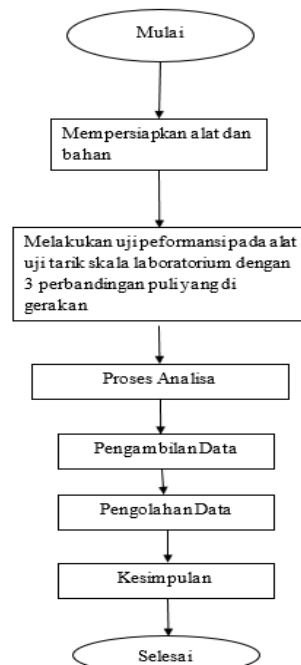 Mulai
Mempersiapkan alat dan
bahan
Melakukan uji peformansi pada alat
uji tarik skala laboratorium dengan
3 perbandingan puli yang di
gerakan
Proses Analisa
Pengambilan Data
Pengolahan Data
Kesimpulan
Selesai